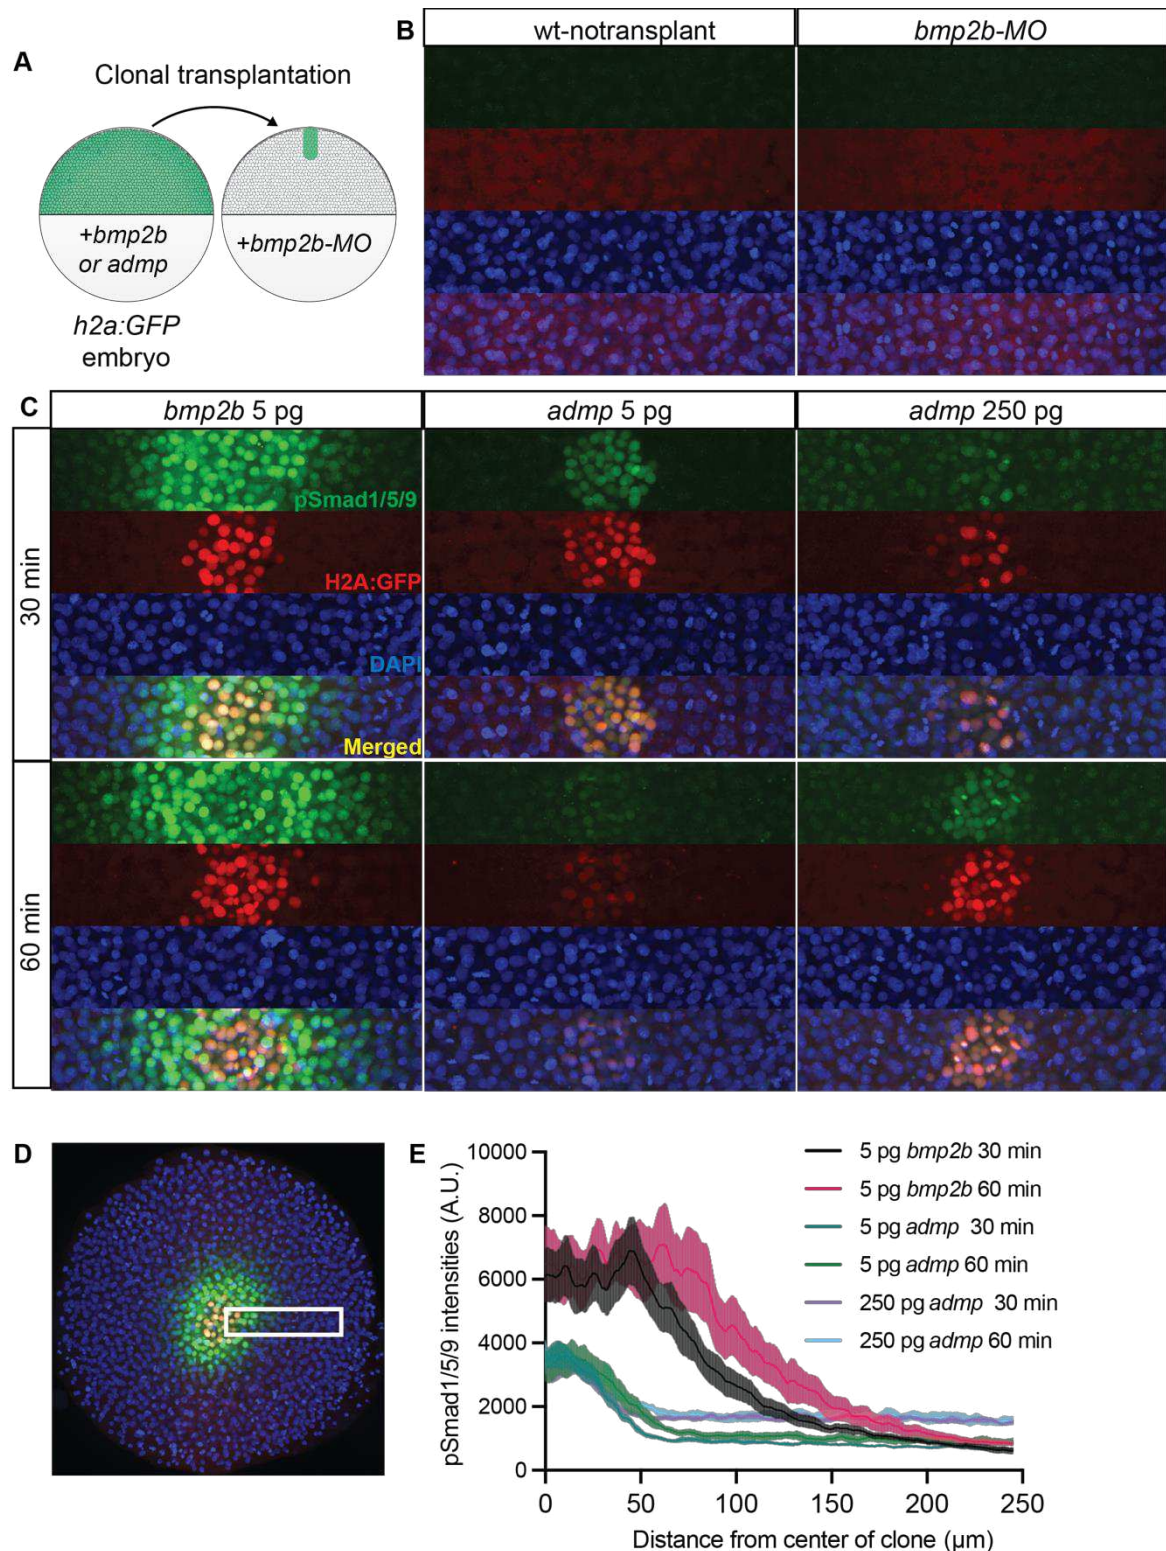 A
Clonal transplantation
+bmp2b
or admp
+bmp2b-MO
h2a:GFP
embryo
B
wt-notransplant
bmp2b-MO
C
bmp2b 5 pg
admp 5 pg
admp 250 pg
30 min
pSmad1/5/9
H2A:GFP
DAPI
Merged
60 min
D
E
pSmad1/5/9 intensities (A.U.)
10000
8000
6000
4000
2000
0
0
50
100
150
200
250
Distance from center of clone (µm)
5 pg bmp2b 30 min
5 pg bmp2b 60 min
5 pg admp 30 min
5 pg admp 60 min
250 pg admp 30 min
250 pg admp 60 min